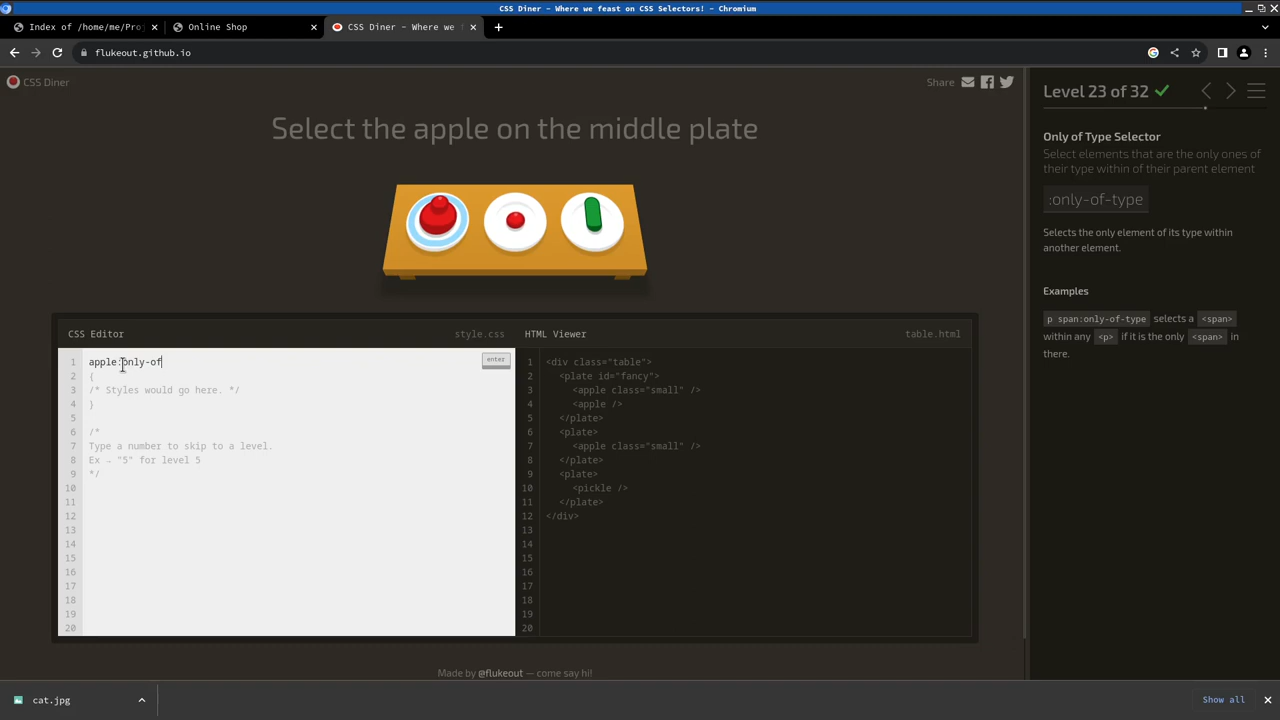 CSS Diner - Where we feast on CSS Selectors! - Chromium
Index of /home/me/Pro
Online Shop
CSS Diner - Where we f
flukeout.github.io
CSS Diner
Share
Level 23 of 32
Select the apple on the middle plate
Only of Type Selector
Select elements that are the only ones of
their type within of their parent element
:only-of-type
Selects the only element of its type within
another element.
Examples
p span:only-of-type selects a <span>
within any <p> if it is the only <span> in
there.
CSS Editor
style.css
1 apple:only-of
enter
2 {
3 /* Styles would go here. */
4 }
5
6 /*
7 Type a number to skip to a level.
8 Ex → "5" for level 5
9 */
10
11
12
13
14
15
16
17
18
19
20
HTML Viewer
table.html
1 <div class="table">
2 <plate id="fancy">
3 <apple class="small" />
4 <apple />
5 </plate>
6 <plate>
7 <apple class="small" />
8 </plate>
9 <plate>
10 <pickle />
11 </plate>
12 </div>
13
14
15
16
17
18
19
20
Made by @flukeout — come say hi!
cat.jpg
Show all